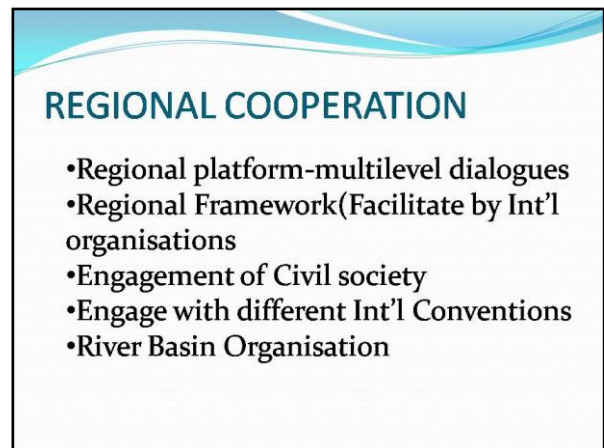 REGIONAL COOPERATION
•Regional platform-multilevel dialogues
•Regional Framework(Facilitate by Int'l
organisations
•Engagement of Civil society
•Engage with different Int'l Conventions
•River Basin Organisation